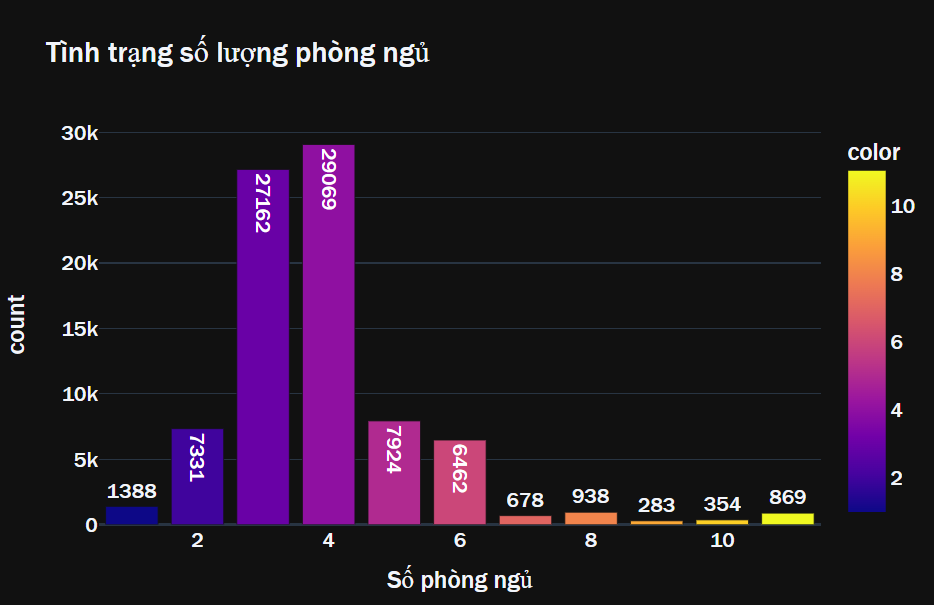 Tình trạng số lượng phòng ngủ
30k
25k
20k
15k
10k
5k
0
count
1388
7331
27162
29069
7924
6462
678
938
283
354
869
2
4
6
8
10
Số phòng ngủ
color
10
8
6
4
2